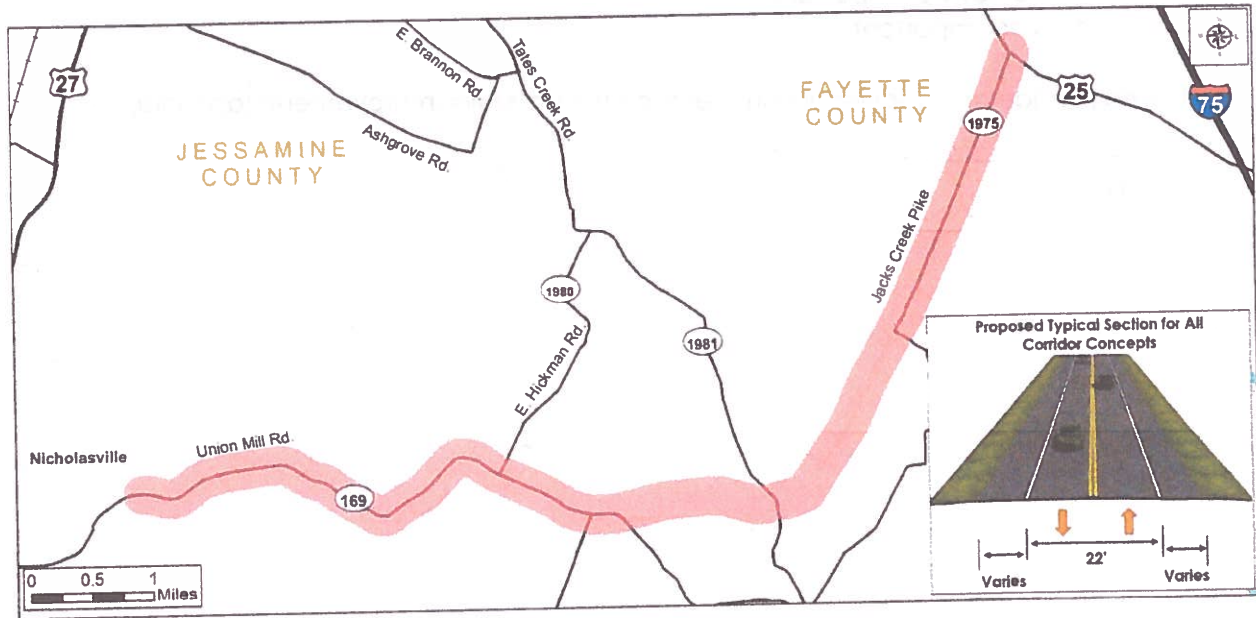 27
E. Brannon Rd.
Tates Creek Rd.
Ashgrove Rd.
JESSAMINE
COUNTY
FAYETTE
COUNTY
1975
25
75
Jacks Creek Pike
1980
1981
E. Hickman Rd.
Nicholasville
Union Mill Rd.
169
0 0.5 1
Miles
Proposed Typical Section for All
Corridor Concepts
22'
Varies
Varies